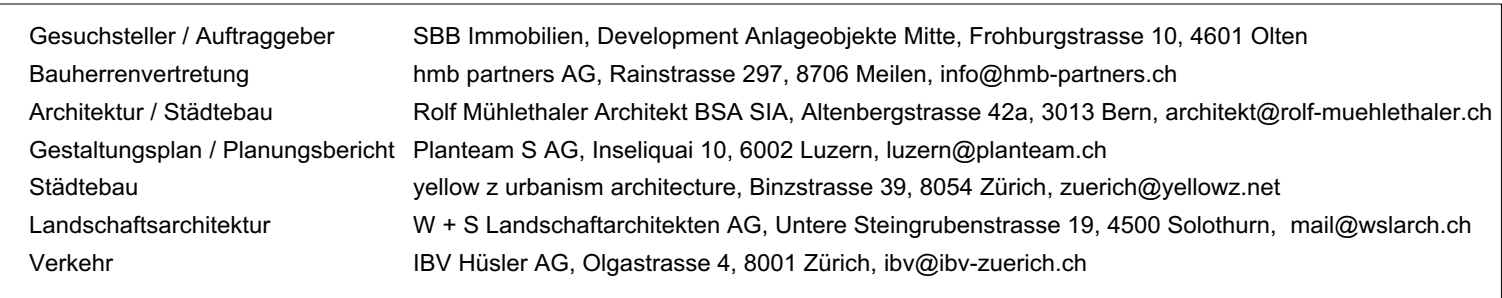 Gesuchsteller / Auftraggeber SBB Immobilien, Development Anlageobjekte Mitte, Frohburgstrasse 10, 4601 Olten
Bauherrenvertretung hmb partners AG, Rainstrasse 297, 8706 Meilen, info@hmb-partners.ch
Architektur / Städtebau Rolf Mühlethaler Architekt BSA SIA, Altenbergstrasse 42a, 3013 Bern, architekt@rolf-muehlethaler.ch
Gestaltungsplan / Planungsbericht Planteam S AG, Inseliquai 10, 6002 Luzern, luzern@planteam.ch
Städtebau yellow z urbanism architecture, Binzstrasse 39, 8054 Zürich, zuerich@yellowz.net
Landschaftsarchitektur W + S Landschaftarchitekten AG, Untere Steingrubenstrasse 19, 4500 Solothurn, mail@wslarch.ch
Verkehr IBV Hüsler AG, Olgastrasse 4, 8001 Zürich, ibv@ibv-zuerich.ch